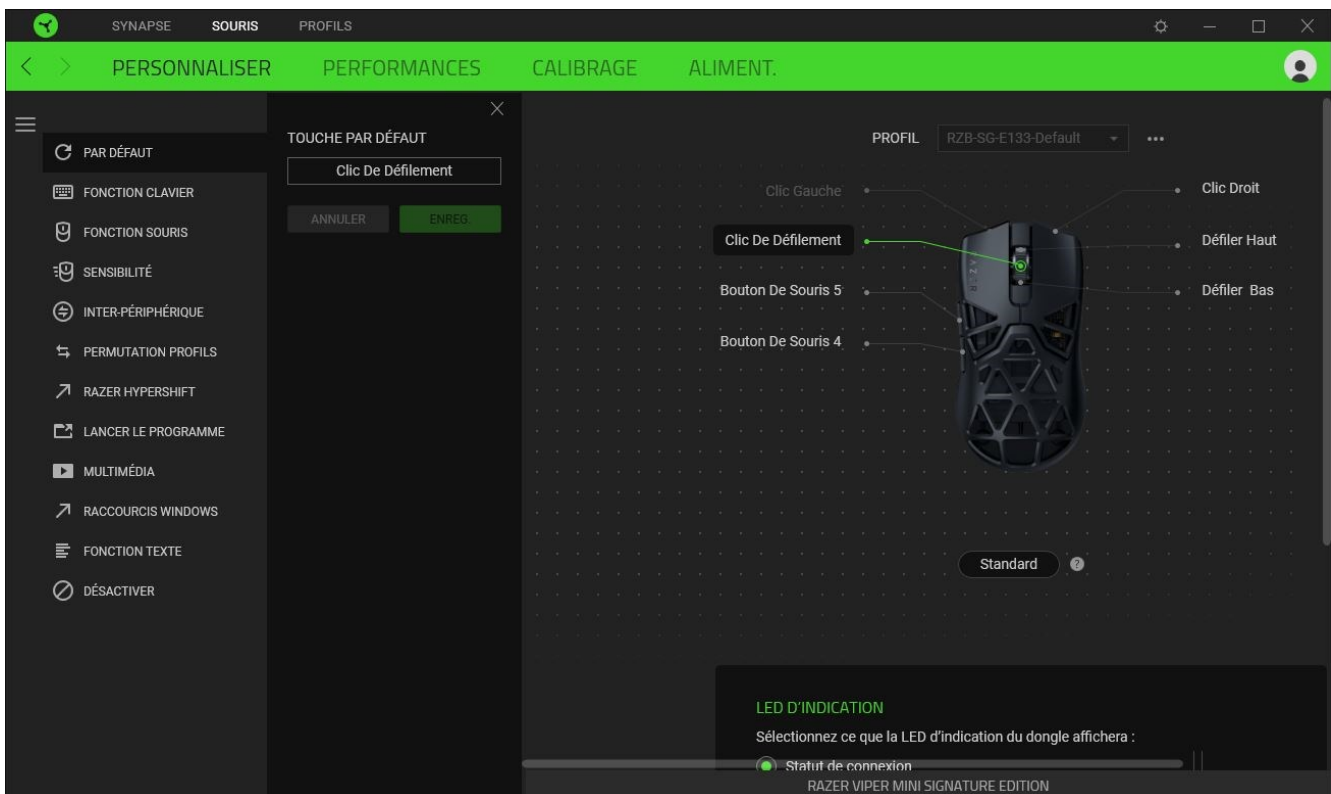 SYNAPSE SOURIS PROFILS
PERSONNALISER PERFORMANCES CALIBRAGE ALIMENT.
PAR DÉFAUT
FONCTION CLAVIER
FONCTION SOURIS
SENSIBILITÉ
INTER-PÉRIPHÉRIQUE
PERMUTATION PROFILS
RAZER HYPERSHIFT
LANCER LE PROGRAMME
MULTIMÉDIA
RACCOURCIS WINDOWS
FONCTION TEXTE
DÉSACTIVER
TOUCHE PAR DÉFAUT
Clic De Défilement
ANNULER ENREG.
PROFIL RZB-SG-E133-Default
Clic Gauche Clic Droit
Clic De Défilement Défiler Haut
Bouton De Souris 5 Défiler Bas
Bouton De Souris 4
RAZER
Standard ?
LED D'INDICATION
Sélectionnez ce que la LED d'indication du dongle affichera :
Statut de connexion
RAZER VIPER MINI SIGNATURE EDITION